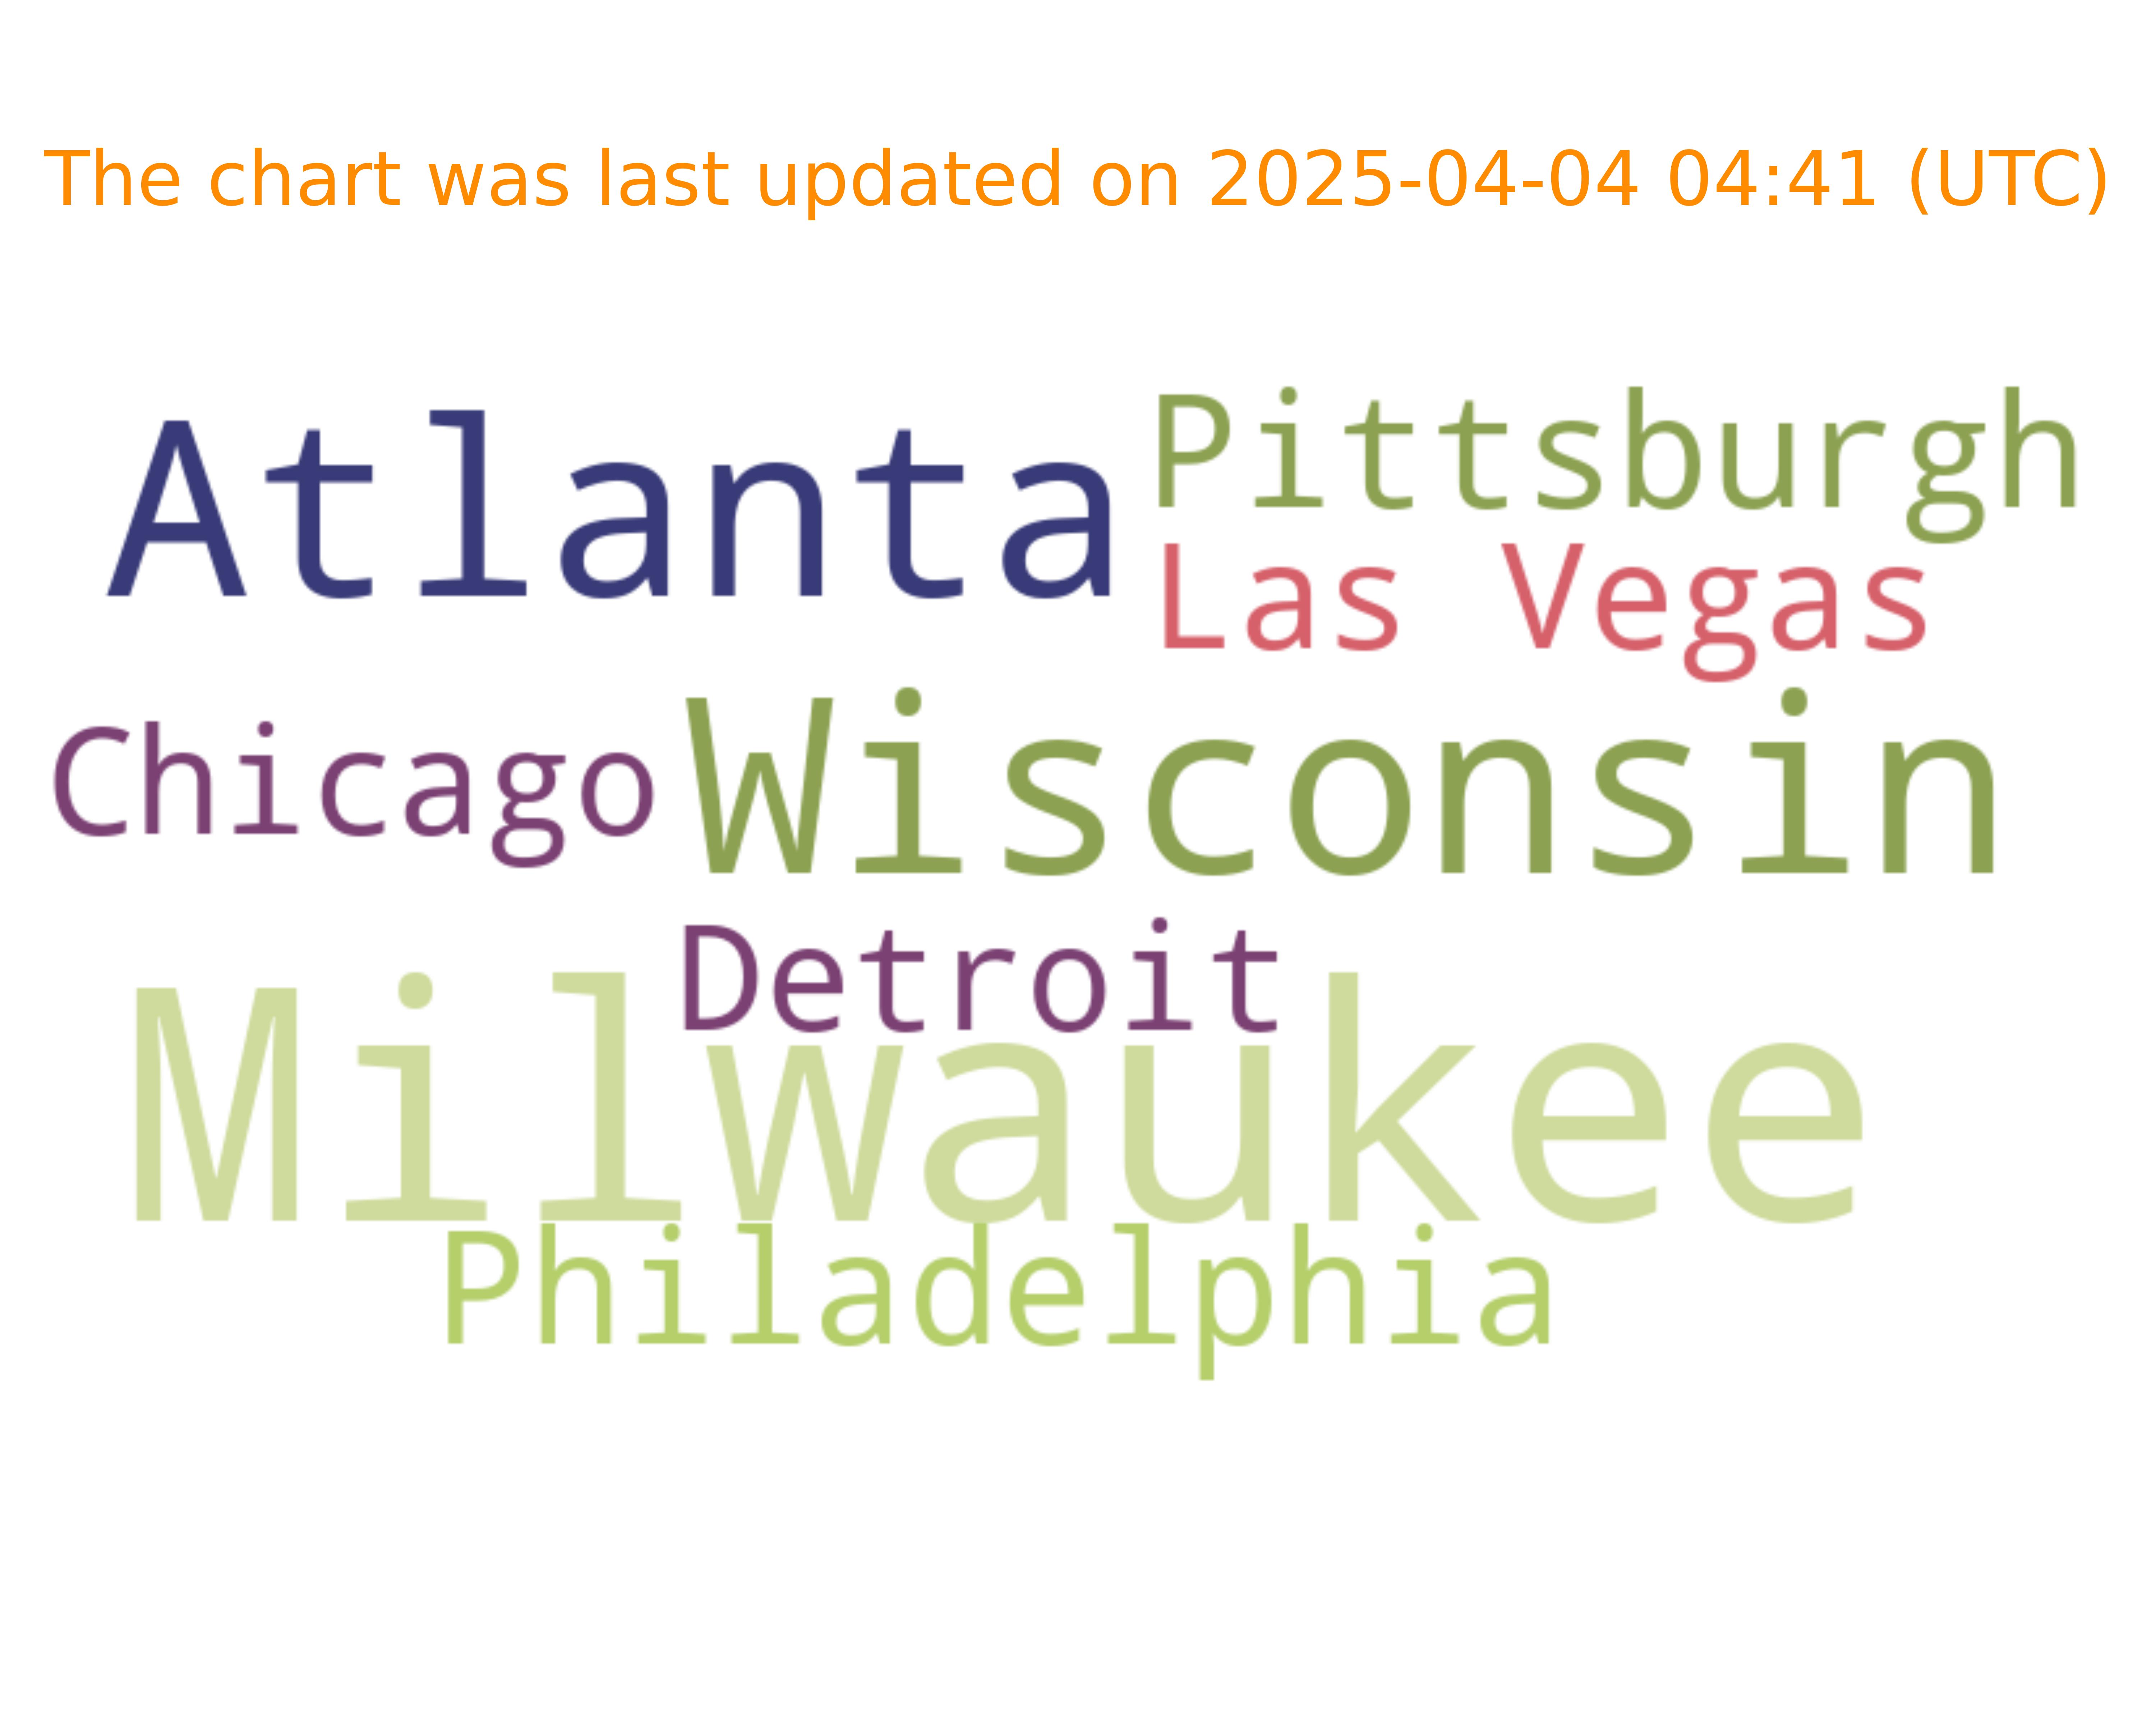 The chart was last updated on 2025-04-04 04:41 (UTC)
Atlanta
Pittsburgh
Las Vegas
Chicago
Wisconsin
Detroit
Milwaukee
Philadelphia